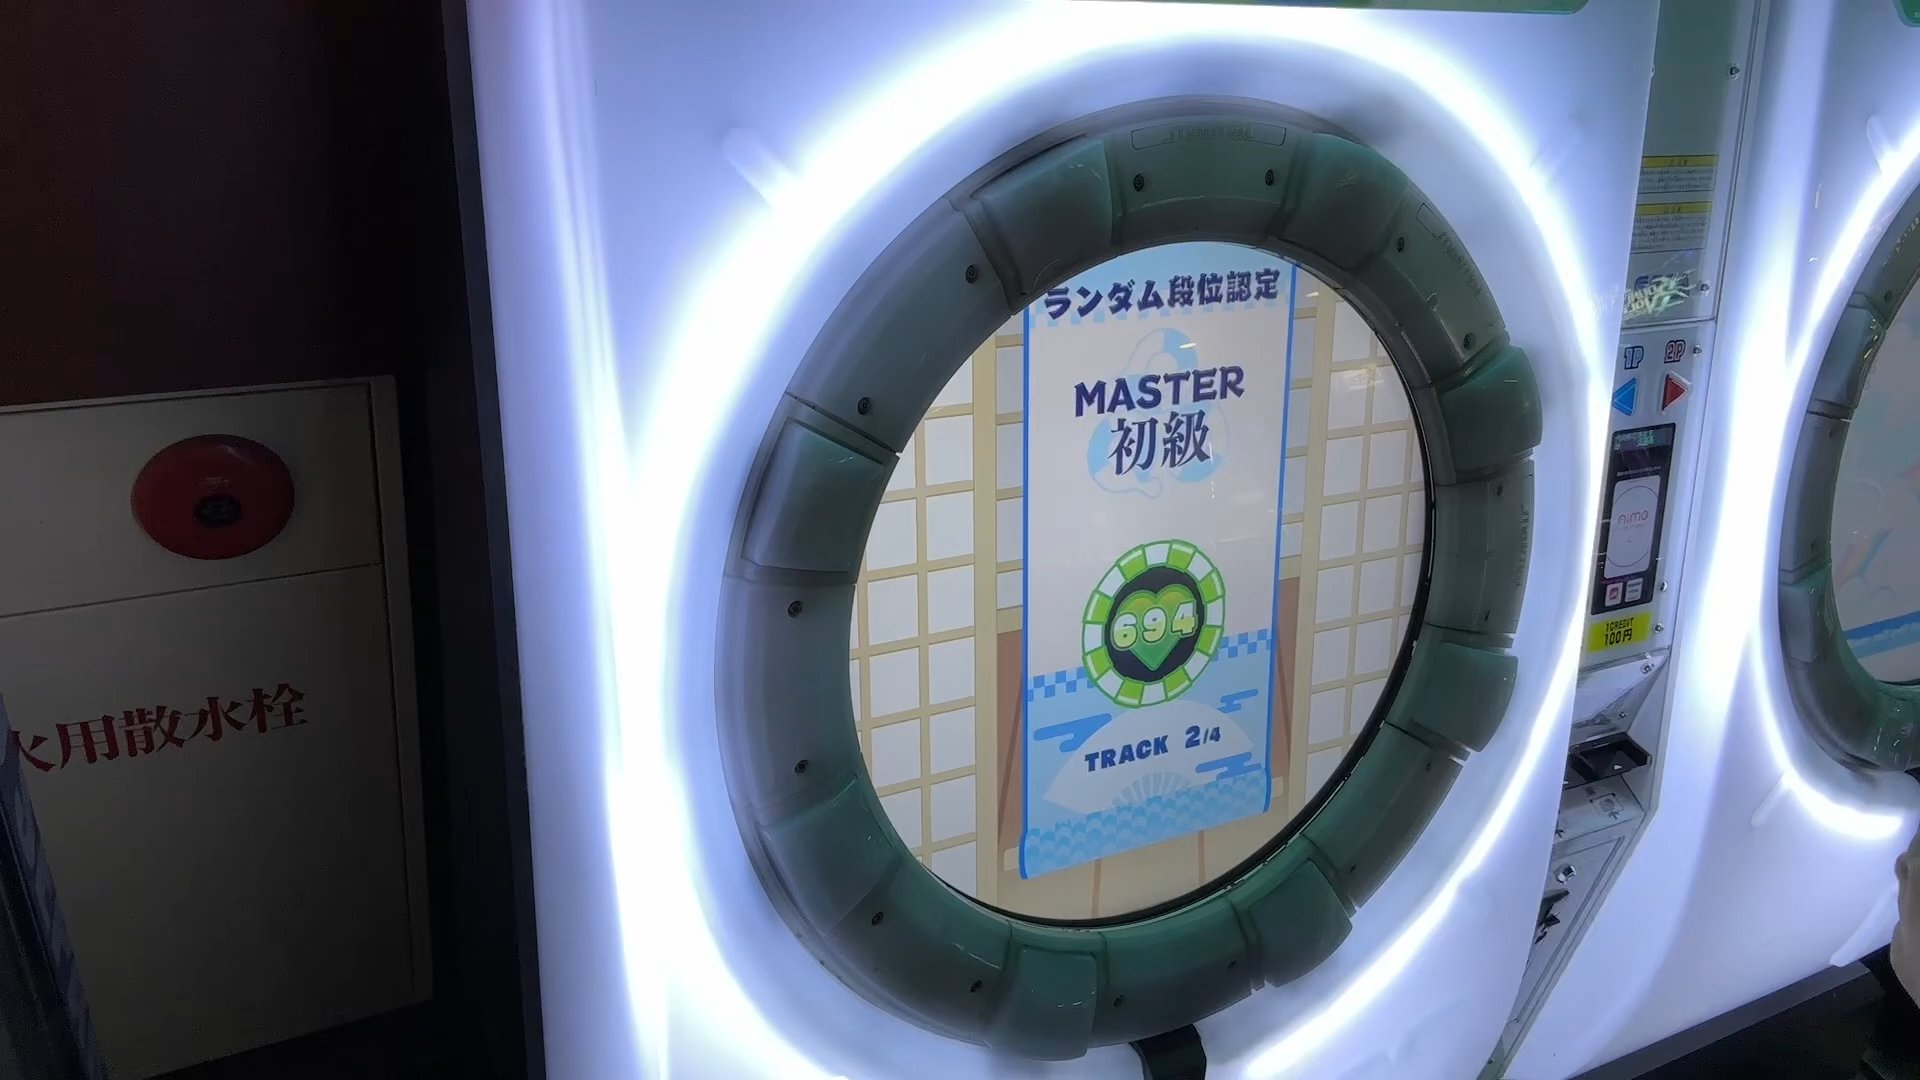 ランダム段位認定
MASTER
初級
694
TRACK 2/4
1P 2P
Aime
1CREDIT
100円
火用散水栓